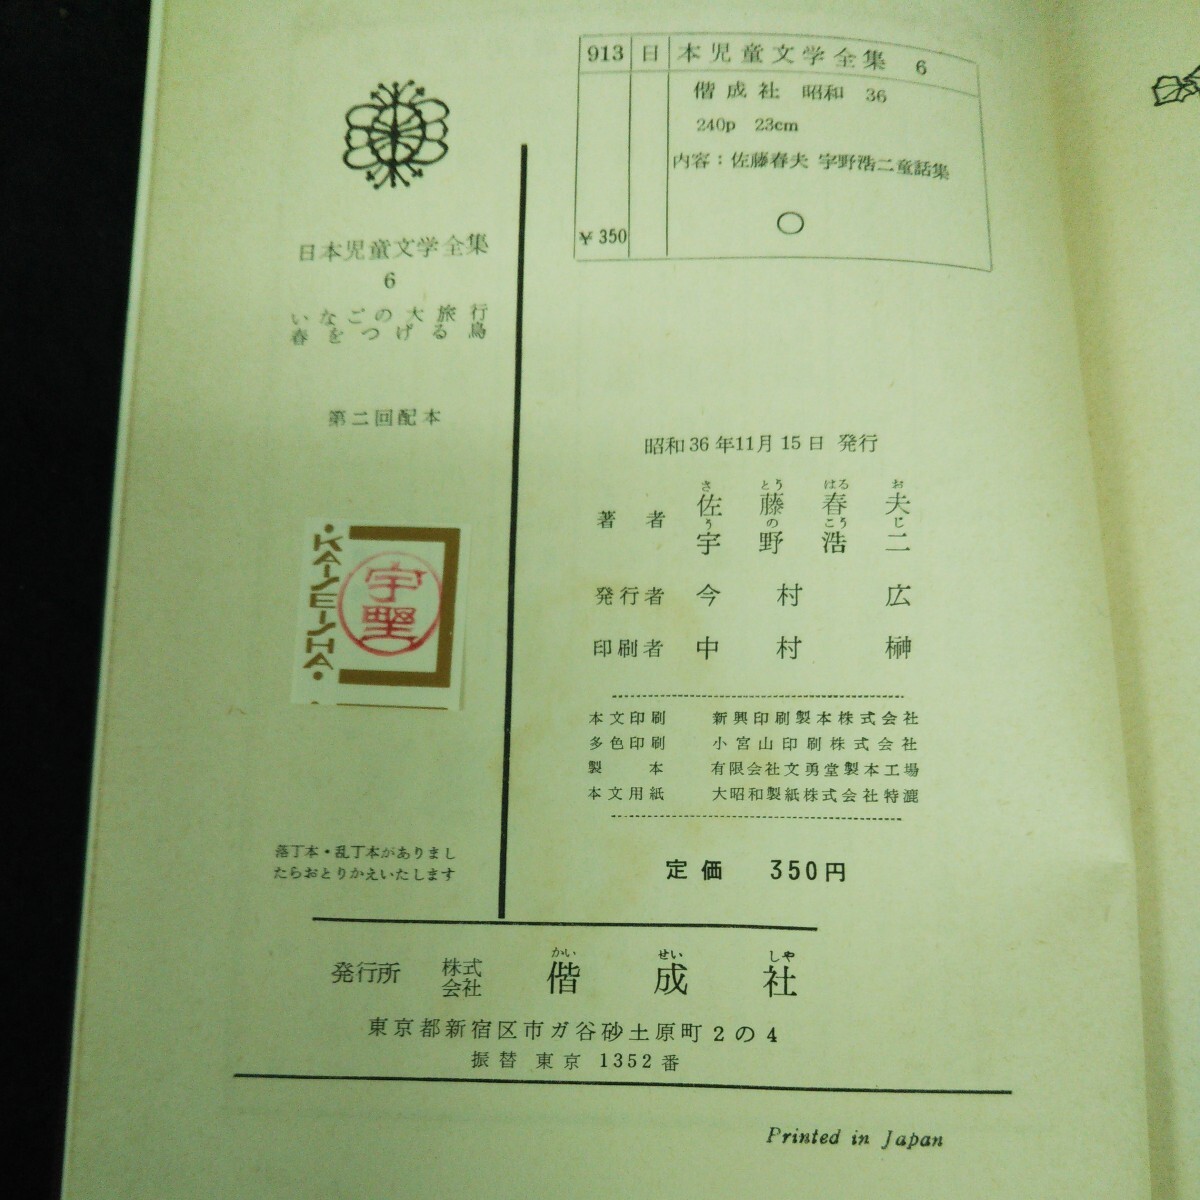 913 日 本児童文学全集 6
偕成社 昭和 36
240p 23cm
内容：佐藤春夫 宇野浩二童話集
¥350
日本児童文学全集
6
いなごの大旅行
春をつげる鳥
第二回配本
・KAISEISHA・
宇野
落丁本・乱丁本がありまし
たらおとりかえいたします
昭和36年11月15日 発行
さ とう はる お
著者 佐藤春夫
う の こう じ
宇野浩二
発行者 今村広
印刷者 中村榊
本文印刷 新興印刷製本株式会社
多色印刷 小宮山印刷株式会社
製本 有限会社文勇堂製本工場
本文用紙 大昭和製紙株式会社特漉
定価 350円
かい せい しや
発行所 株式会社 偕成社
東京都新宿区市ガ谷砂土原町2の4
振替 東京 1352番
Printed in Japan